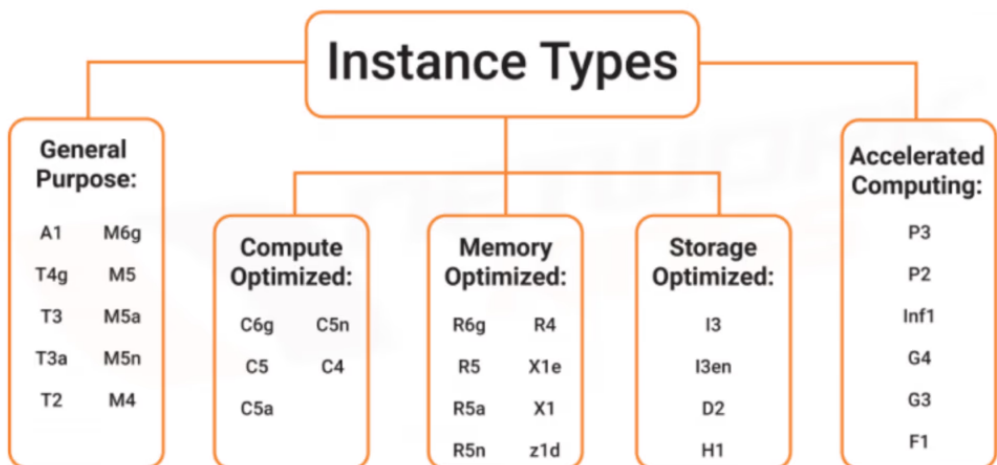 Instance Types
General
Purpose:
A1 M6g
T4g M5
T3 M5a
T3a M5n
T2 M4
Compute
Optimized:
C6g C5n
C5 C4
C5a
Memory
Optimized:
R6g R4
R5 X1e
R5a X1
R5n z1d
Storage
Optimized:
I3
I3en
D2
H1
Accelerated
Computing:
P3
P2
Inf1
G4
G3
F1